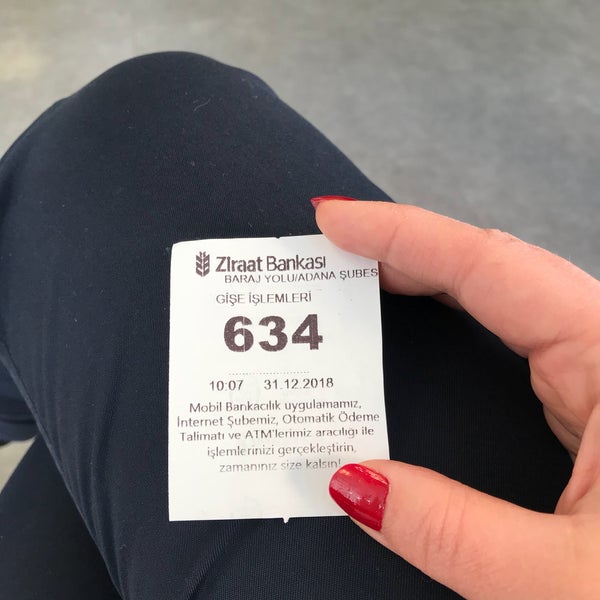 Ziraat Bankası
BARAJ YOLU/ADANA ŞUBES
GİŞE İŞLEMLERİ
634
10:07 31.12.2018
Mobil Bankacılık uygulamamız,
İnternet Şubemiz, Otomatik Ödeme
Talimatı ve ATM'lerimiz aracılığı ile
işlemlerinizi gerçekleştirin,
zamanınız size kalsın!